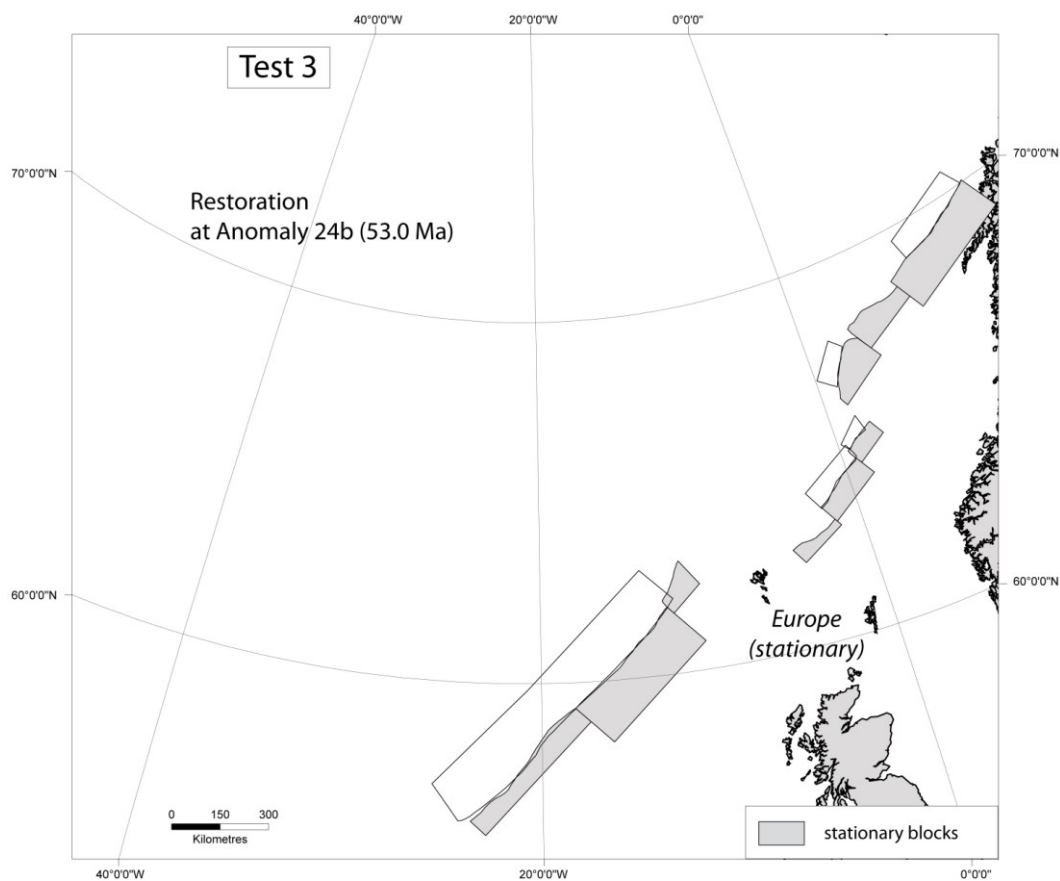 40°0'0"W
20°0'0"W
0°0'0"
Test 3
70°0'0"N
70°0'0"N
Restoration
at Anomaly 24b (53.0 Ma)
60°0'0"N
60°0'0"N
Europe
(stationary)
0 150 300
Kilometres
stationary blocks
40°0'0"W
20°0'0"W
0°0'0"